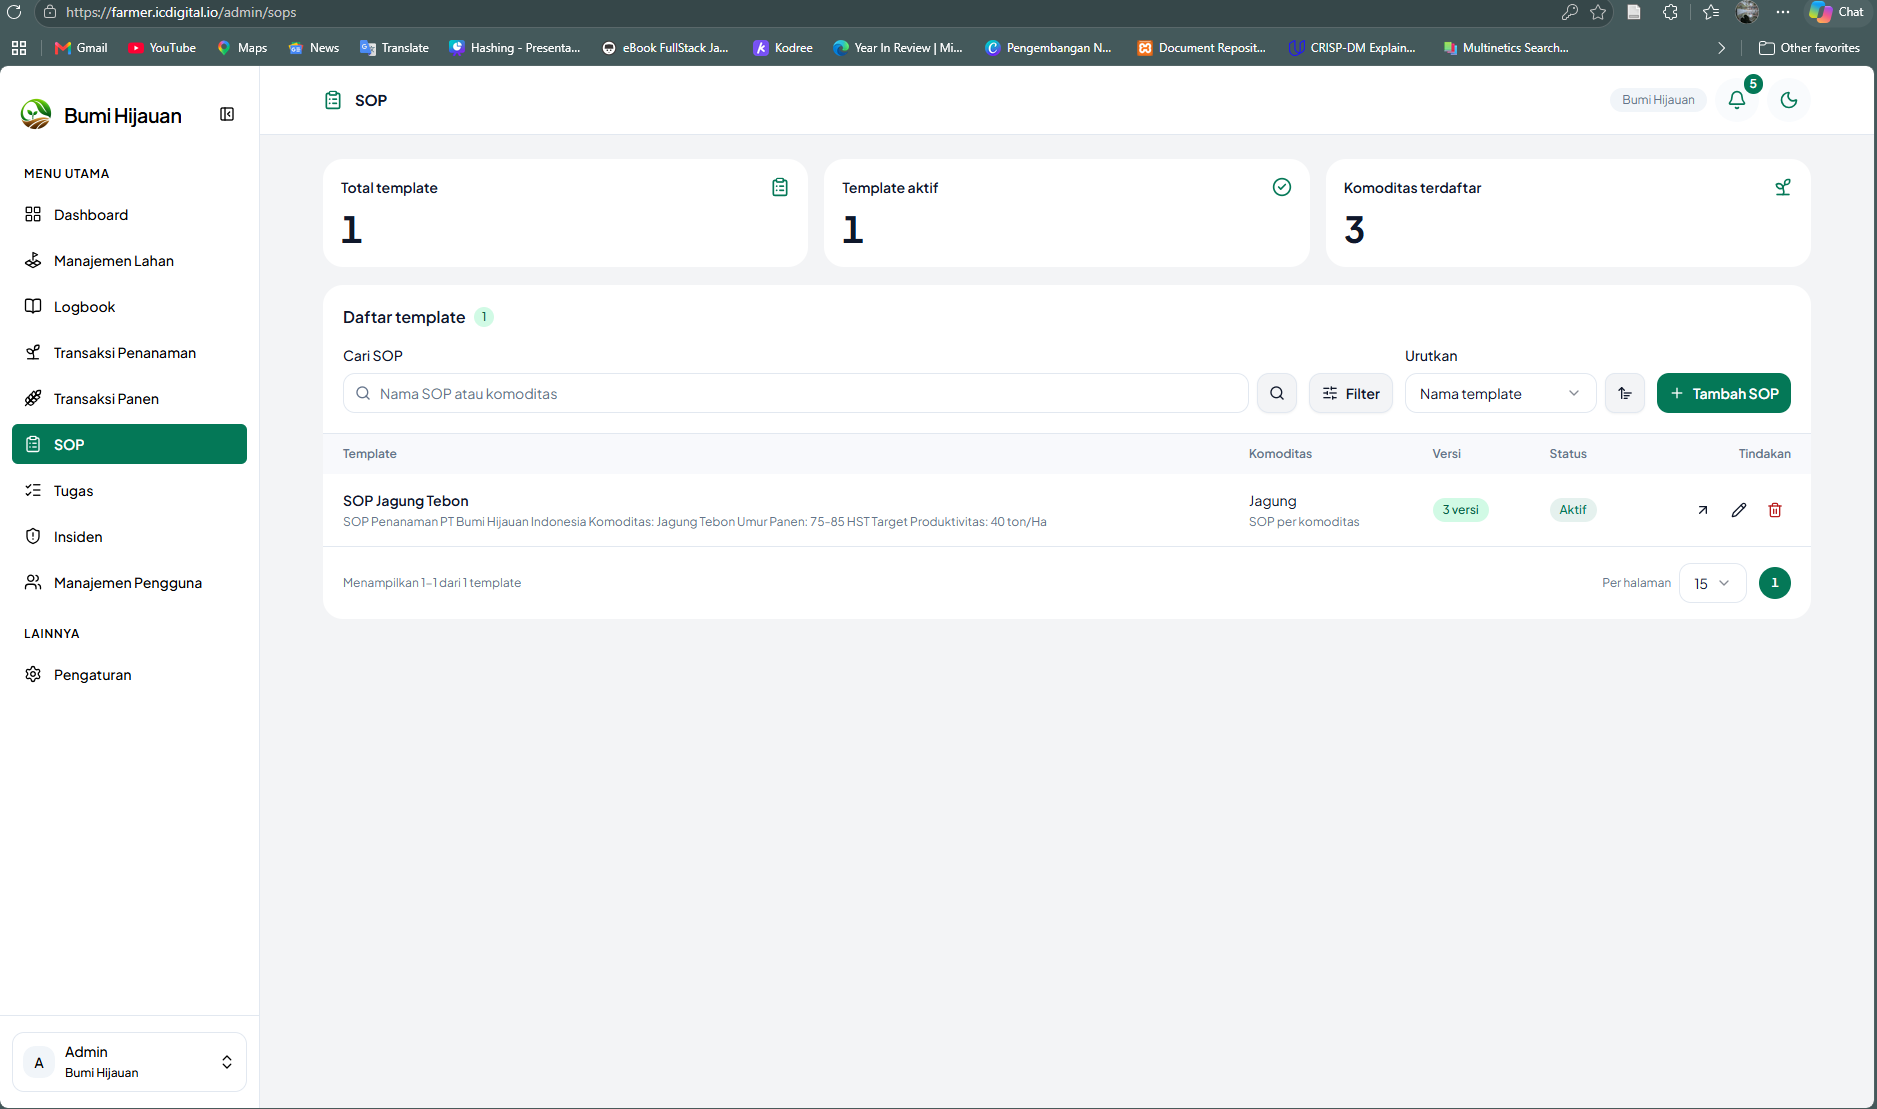 https://farmer.icdigital.io/admin/sops
Chat
Gmail YouTube Maps News Translate Hashing - Presenta... eBook FullStack Ja... Kodree Year In Review | Mi... Pengembangan N... Document Reposit... CRISP-DM Explain... Multinetics Search... Other favorites
Bumi Hijauan
MENU UTAMA
Dashboard
Manajemen Lahan
Logbook
Transaksi Penanaman
Transaksi Panen
SOP
Tugas
Insiden
Manajemen Pengguna
LAINNYA
Pengaturan
A
Admin
Bumi Hijauan
SOP
Bumi Hijauan
5
Total template
1
Template aktif
1
Komoditas terdaftar
3
Daftar template 1
Cari SOP
Nama SOP atau komoditas
Filter
Urutkan
Nama template
+ Tambah SOP
Template Komoditas Versi Status Tindakan
SOP Jagung Tebon
SOP Penanaman PT Bumi Hijauan Indonesia Komoditas: Jagung Tebon Umur Panen: 75-85 HST Target Produktivitas: 40 ton/Ha
Jagung
SOP per komoditas
3 versi
Aktif
Menampilkan 1–1 dari 1 template
Per halaman 15 1